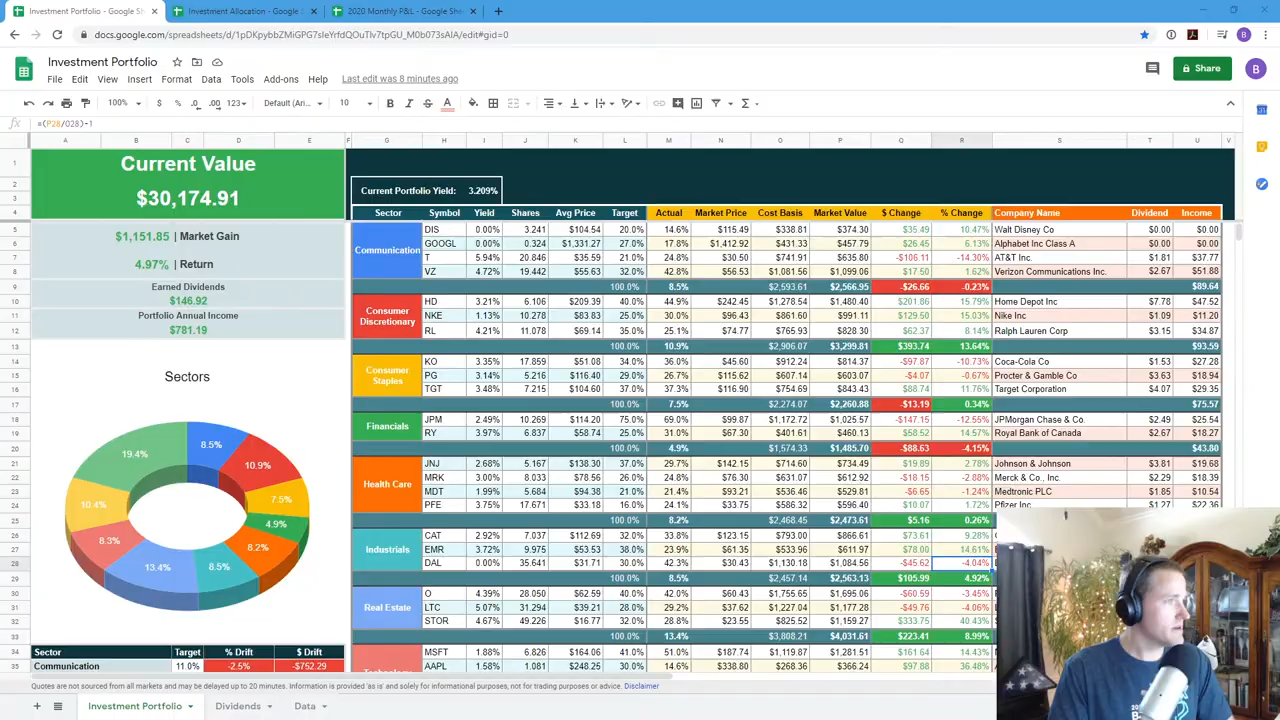 Investment Portfolio - Google Sh
Investment Allocation - Google
2020 Monthly P&L - Google Shee
docs.google.com/spreadsheets/d/1pDKpybbZMiGPG7sIeYrfdQOuTlv7tpGU_M0b073sAIA/edit#gid=0
Investment Portfolio
File Edit View Insert Format Data Tools Add-ons Help Last edit was 8 minutes ago
Share
B
100% $ % .0 .00 123 Default (Ari... 10 B I S A
=(P28/O28)-1
A B C D E F G H I J K L M N O P Q R S T U V
Current Value
$30,174.91
$1,151.85 | Market Gain
4.97% | Return
Earned Dividends
$146.92
Portfolio Annual Income
$781.19
Sectors
8.5%
10.9%
7.5%
4.9%
8.2%
8.5%
13.4%
8.3%
10.4%
19.4%
Sector Target % Drift $ Drift
Communication 11.0% -2.5% -$752.29
Current Portfolio Yield: 3.209%
Sector Symbol Yield Shares Avg Price Target Actual Market Price Cost Basis Market Value $ Change % Change Company Name Dividend Income
Communication
DIS 0.00% 3.241 $104.54 20.0% 14.6% $115.49 $338.81 $374.30 $35.49 10.47% Walt Disney Co $0.00 $0.00
GOOGL 0.00% 0.324 $1,331.27 27.0% 17.8% $1,412.92 $431.33 $457.79 $26.45 6.13% Alphabet Inc Class A $0.00 $0.00
T 5.94% 20.846 $35.59 21.0% 24.8% $30.50 $741.91 $635.80 -$106.11 -14.30% AT&T Inc. $1.81 $37.77
VZ 4.72% 19.442 $55.63 32.0% 42.8% $56.53 $1,081.56 $1,099.06 $17.50 1.62% Verizon Communications Inc. $2.67 $51.88
100.0% 8.5% $2,593.61 $2,566.95 -$26.66 -0.23% $89.64
Consumer Discretionary
HD 3.21% 6.106 $209.39 40.0% 44.9% $242.45 $1,278.54 $1,480.40 $201.86 15.79% Home Depot Inc $7.78 $47.52
NKE 1.13% 10.278 $83.83 25.0% 30.0% $96.43 $861.60 $991.11 $129.50 15.03% Nike Inc $1.09 $11.20
RL 4.21% 11.078 $69.14 35.0% 25.1% $74.77 $765.93 $828.30 $62.37 8.14% Ralph Lauren Corp $3.15 $34.87
100.0% 10.9% $2,906.07 $3,299.81 $393.74 13.64% $93.59
Consumer Staples
KO 3.35% 17.859 $51.08 34.0% 36.0% $45.60 $912.24 $814.37 -$97.87 -10.73% Coca-Cola Co $1.53 $27.28
PG 3.14% 5.216 $116.40 29.0% 26.7% $115.62 $607.14 $603.07 -$4.07 -0.67% Procter & Gamble Co $3.63 $18.94
TGT 3.48% 7.215 $104.60 37.0% 37.3% $116.90 $754.69 $843.43 $88.74 11.76% Target Corporation $4.07 $29.35
100.0% 7.5% $2,274.07 $2,260.88 -$13.19 0.34% $75.57
Financials
JPM 2.49% 10.269 $114.20 75.0% 69.0% $99.87 $1,172.72 $1,025.57 -$147.15 -12.55% JPMorgan Chase & Co. $2.49 $25.54
RY 3.97% 6.837 $58.74 25.0% 31.0% $67.30 $401.61 $460.13 $58.52 14.57% Royal Bank of Canada $2.67 $18.27
100.0% 4.9% $1,574.33 $1,485.70 -$88.63 -4.15% $43.80
Health Care
JNJ 2.68% 5.167 $138.30 37.0% 29.7% $142.15 $714.60 $734.49 $19.89 2.78% Johnson & Johnson $3.81 $19.68
MRK 3.00% 8.033 $78.56 26.0% 24.8% $76.30 $631.07 $612.92 -$18.15 -2.88% Merck & Co., Inc. $2.29 $18.39
MDT 1.99% 5.684 $94.38 21.0% 21.4% $93.21 $536.46 $529.81 -$6.65 -1.24% Medtronic PLC $1.85 $10.54
PFE 3.75% 17.671 $33.18 16.0% 24.1% $33.75 $586.32 $596.40 $10.07 1.72% Pfizer Inc. $1.27 $22.36
100.0% 8.2% $2,468.45 $2,473.61 $5.16 0.26%
Industrials
CAT 2.92% 7.037 $112.69 32.0% 33.8% $123.15 $793.00 $866.61 $73.61 9.28%
EMR 3.72% 9.975 $53.53 38.0% 23.9% $61.35 $533.96 $611.97 $78.00 14.61%
DAL 0.00% 35.641 $31.71 30.0% 42.3% $30.43 $1,130.18 $1,084.56 -$45.62 -4.04%
100.0% 8.5% $2,457.14 $2,563.13 $105.99 4.92%
Real Estate
O 4.39% 28.050 $62.59 40.0% 42.0% $60.43 $1,755.65 $1,695.06 -$60.59 -3.45%
LTC 5.07% 31.294 $39.21 28.0% 29.2% $37.62 $1,227.04 $1,177.28 -$49.76 -4.06%
STOR 4.67% 49.226 $16.77 32.0% 28.8% $23.55 $825.52 $1,159.27 $333.75 40.43%
100.0% 13.4% $3,808.21 $4,031.61 $223.41 8.99%
Technology
MSFT 1.88% 6.826 $164.06 41.0% 51.0% $187.74 $1,119.87 $1,281.51 $161.64 14.43%
AAPL 1.58% 1.081 $248.25 30.0% 14.6% $338.80 $268.36 $366.24 $97.88 36.48%
Quotes are not sourced from all markets and may be delayed up to 20 minutes. Information is provided 'as is' and solely for informational purposes, not for trading purposes or advice. Disclaimer
Investment Portfolio Dividends Data